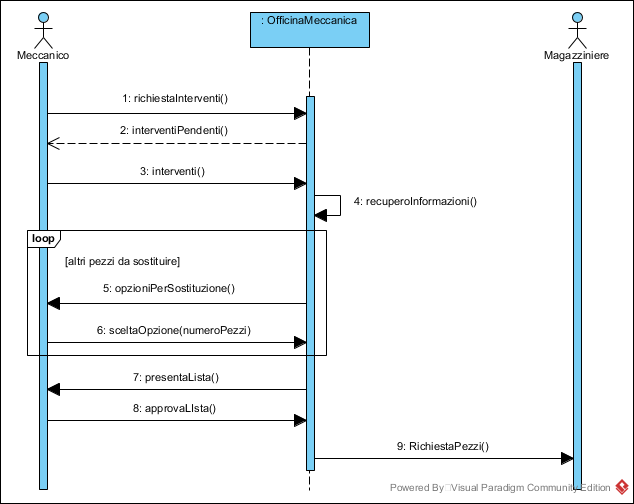 : OfficinaMeccanica
Meccanico
Magazziniere
1: richiestaInterventi()
2: interventiPendenti()
3: interventi()
4: recuperoInformazioni()
loop
[altri pezzi da sostituire]
5: opzioniPerSostituzione()
6: sceltaOpzione(numeroPezzi)
7: presentaLista()
8: approvaLIsta()
9: RichiestaPezzi()
Powered By Visual Paradigm Community Edition